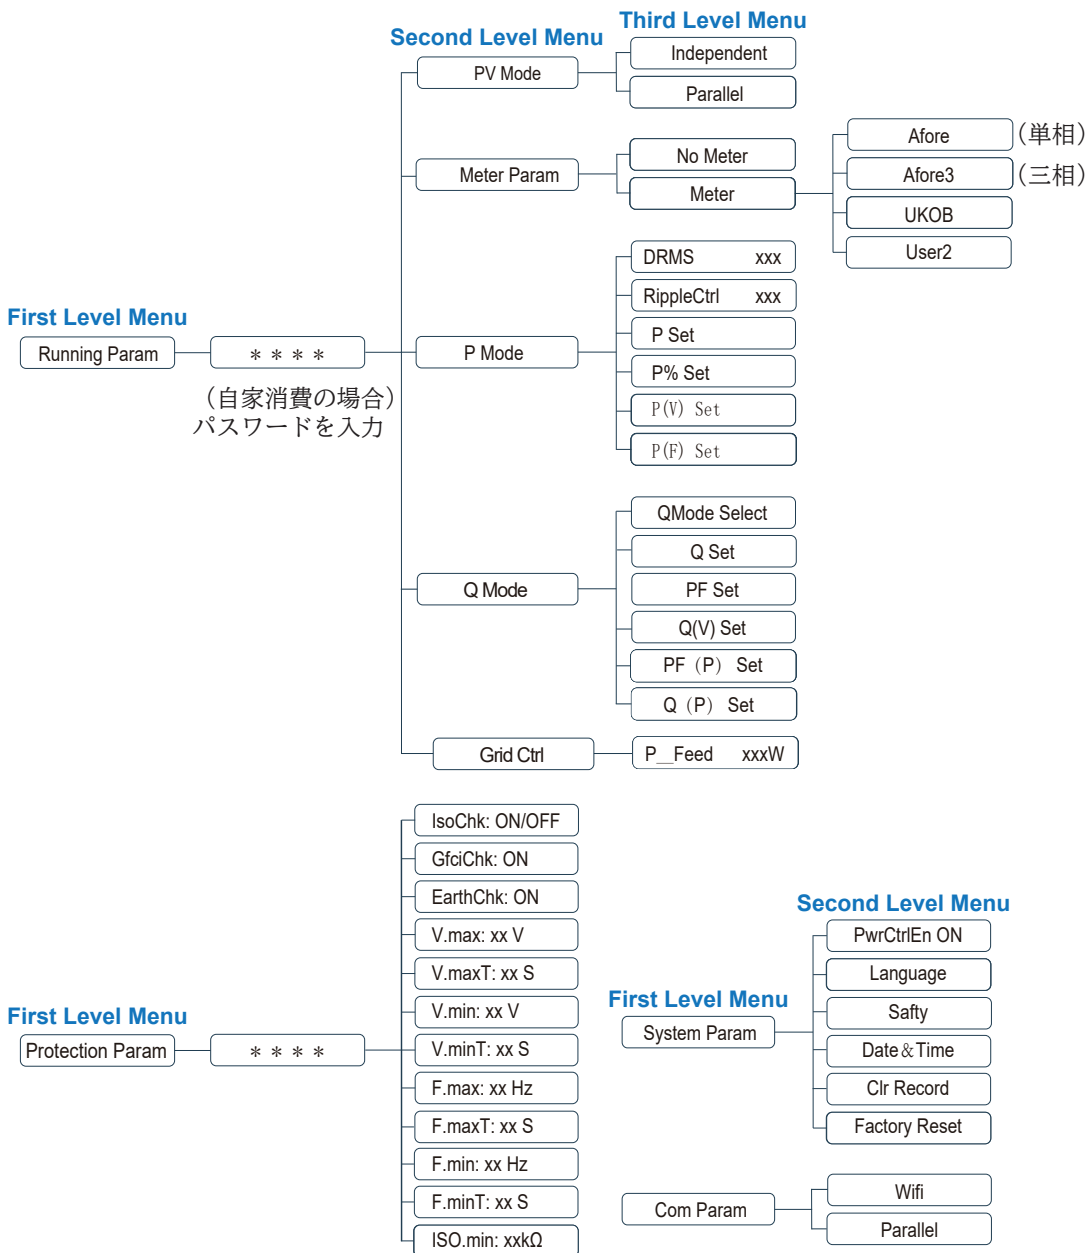 Third Level Menu
Second Level Menu
PV Mode
Independent
Parallel
Meter Param
No Meter
Meter
Afore
(単相)
Afore3
(三相)
UKOB
User2
First Level Menu
Running Param
* * * *
(自家消費の場合)
パスワードを入力
P Mode
DRMS xxx
RippleCtrl xxx
P Set
P% Set
P(V) Set
P(F) Set
Q Mode
QMode Select
Q Set
PF Set
Q(V) Set
PF (P) Set
Q (P) Set
Grid Ctrl
P__Feed xxxW
First Level Menu
Protection Param
* * * *
IsoChk: ON/OFF
GfciChk: ON
EarthChk: ON
V.max: xx V
V.maxT: xx S
V.min: xx V
V.minT: xx S
F.max: xx Hz
F.maxT: xx S
F.min: xx Hz
F.minT: xx S
ISO.min: xxkΩ
Second Level Menu
First Level Menu
System Param
PwrCtrlEn ON
Language
Safty
Date&Time
Clr Record
Factory Reset
Com Param
Wifi
Parallel